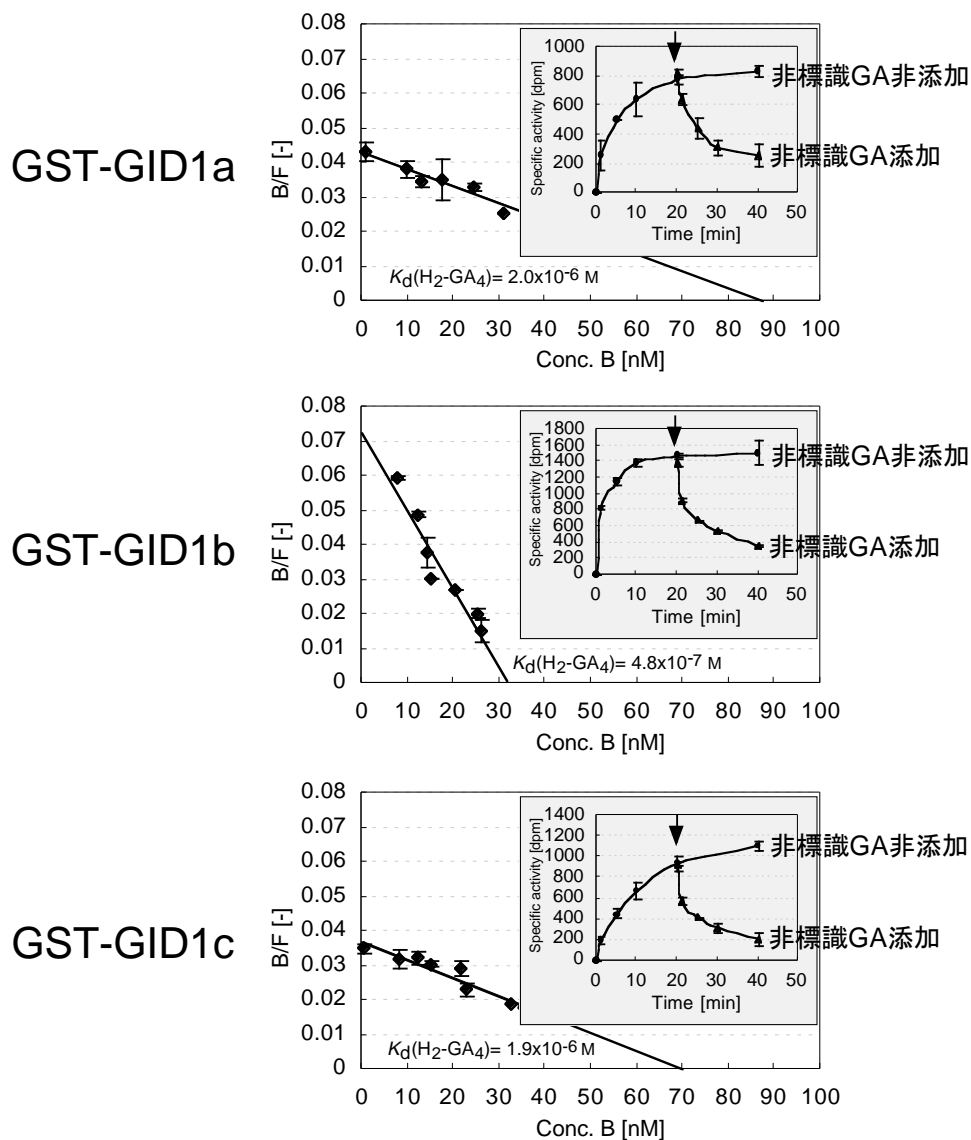 GST-GID1a
B/F [-]
0.08
0.07
0.06
0.05
0.04
0.03
0.02
0.01
0
0 10 20 30 40 50 60 70 80 90 100
Conc. B [nM]
Kd(H2-GA4)= 2.0x10-6 M
Specific activity [dpm]
1000
800
600
400
200
0
0 10 20 30 40 50
Time [min]
非標識GA非添加
非標識GA添加
GST-GID1b
B/F [-]
0.08
0.07
0.06
0.05
0.04
0.03
0.02
0.01
0
0 10 20 30 40 50 60 70 80 90 100
Conc. B [nM]
Kd(H2-GA4)= 4.8x10-7 M
Specific activity [dpm]
1800
1600
1400
1200
1000
800
600
400
200
0
0 10 20 30 40 50
Time [min]
非標識GA非添加
非標識GA添加
GST-GID1c
B/F [-]
0.08
0.07
0.06
0.05
0.04
0.03
0.02
0.01
0
0 10 20 30 40 50 60 70 80 90 100
Conc. B [nM]
Kd(H2-GA4)= 1.9x10-6 M
Specific activity [dpm]
1400
1200
1000
800
600
400
200
0
0 10 20 30 40 50
Time [min]
非標識GA非添加
非標識GA添加